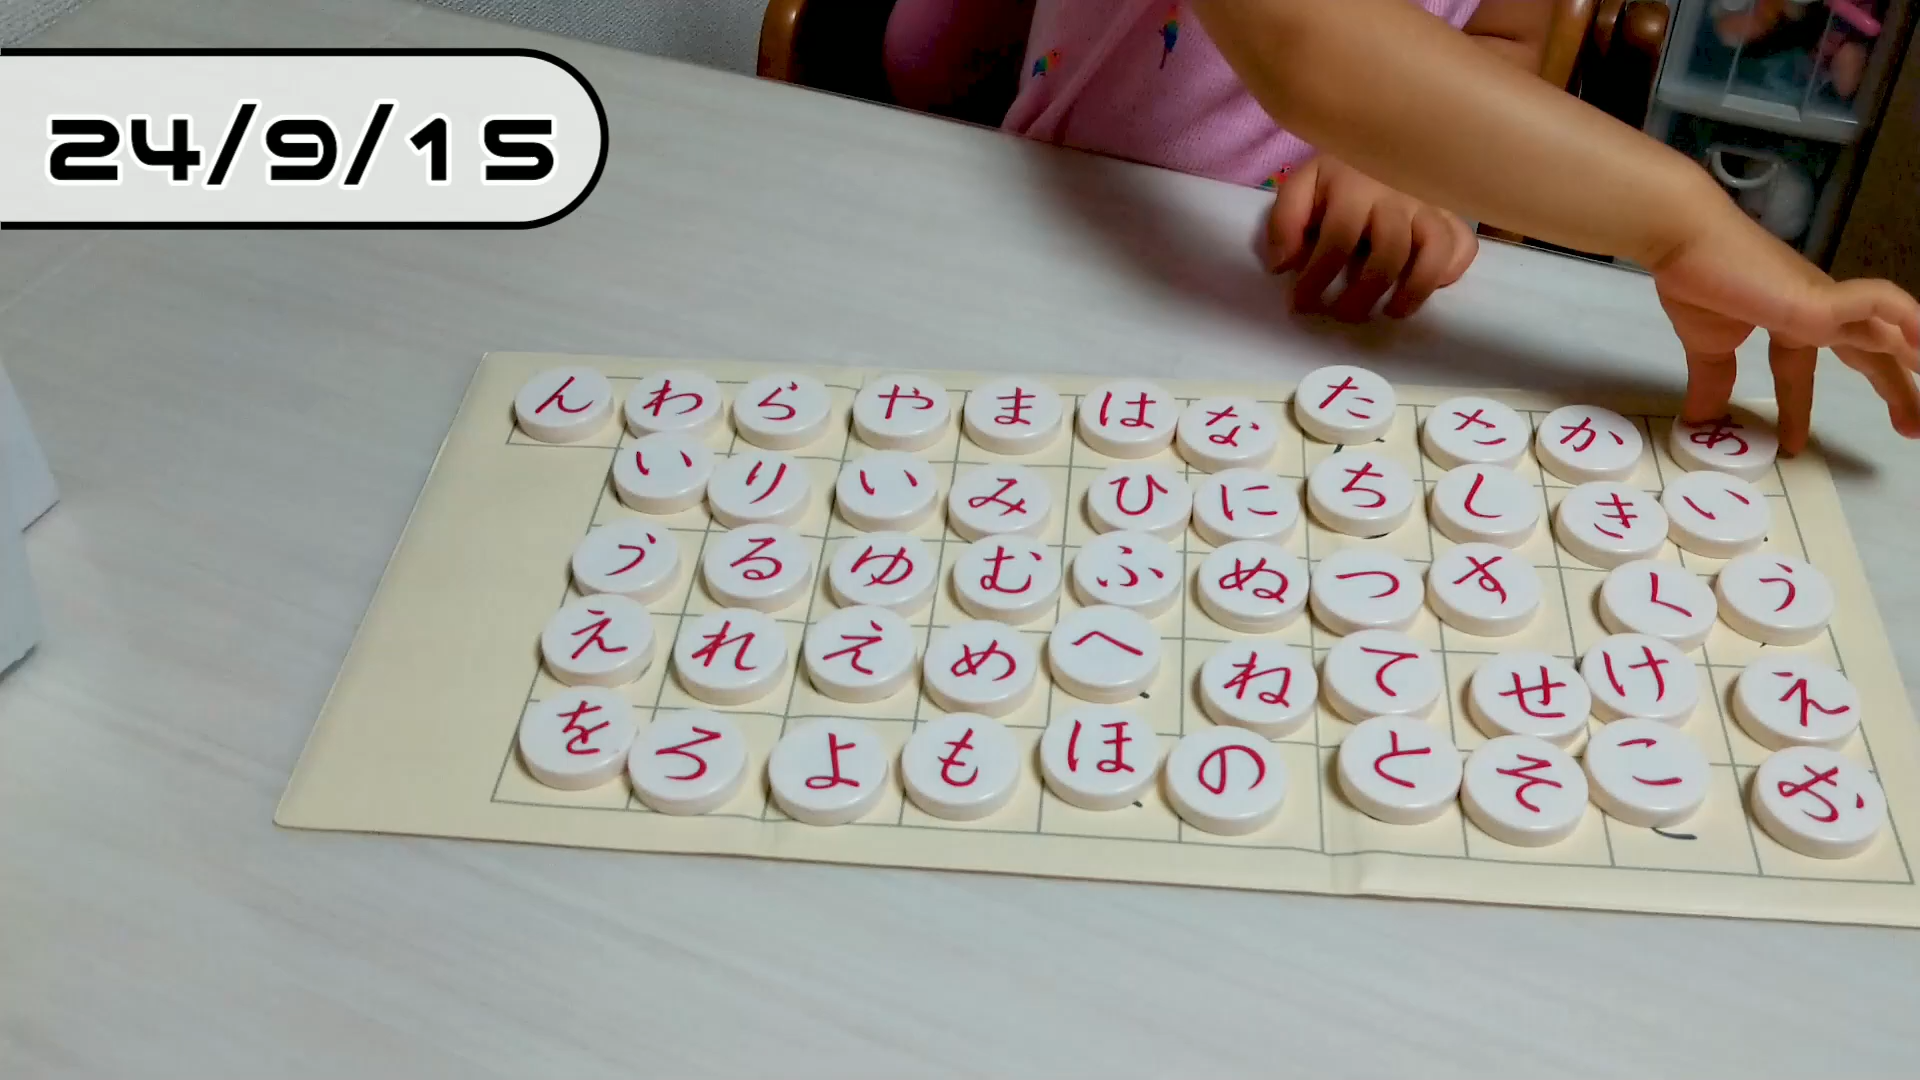 24/9/15
あいうえお
かきくけこ
さしすせそ
たちつてと
なにぬねの
はひふへほ
まみむめも
やいゆえよ
らりるれろ
わいうえを
ん